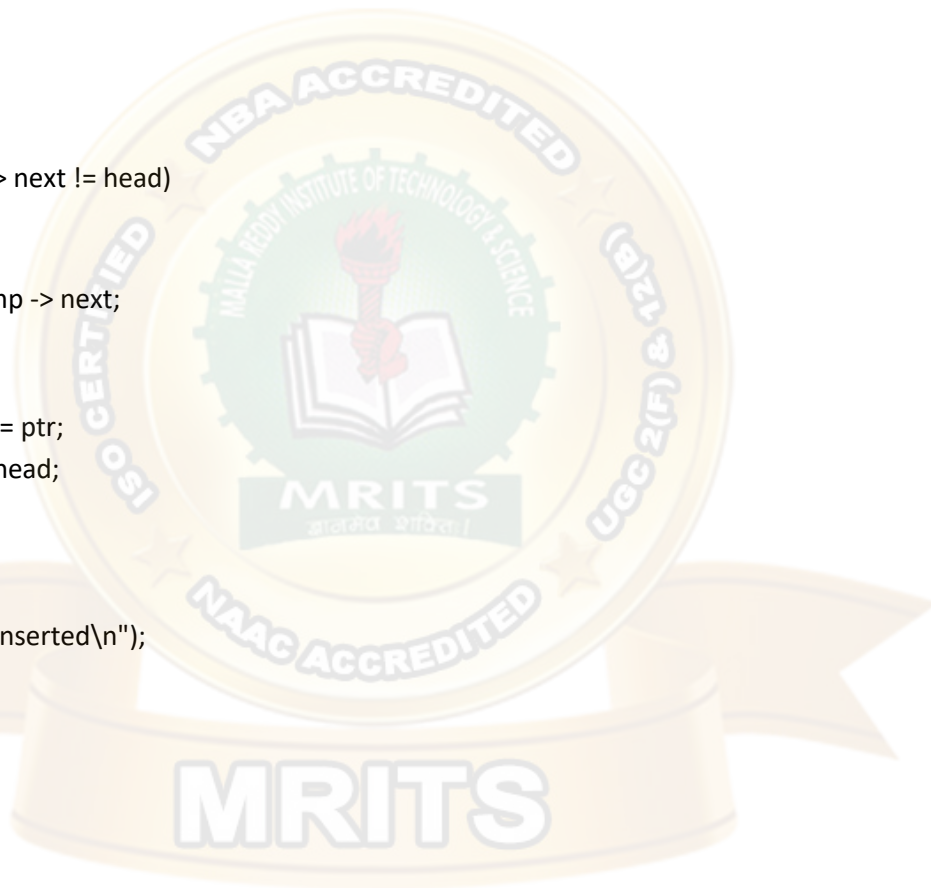 > next != head)
np -> next;
= ptr;
head;
nserted\n");
NBA ACCREDITED
OSI CERTIFIED
UGC 2(F) & 12(B)
MALLA REDDY INSTITUTE OF TECHNOLOGY & SCIENCE
MRITS
NAAC ACCREDITED
MRITS